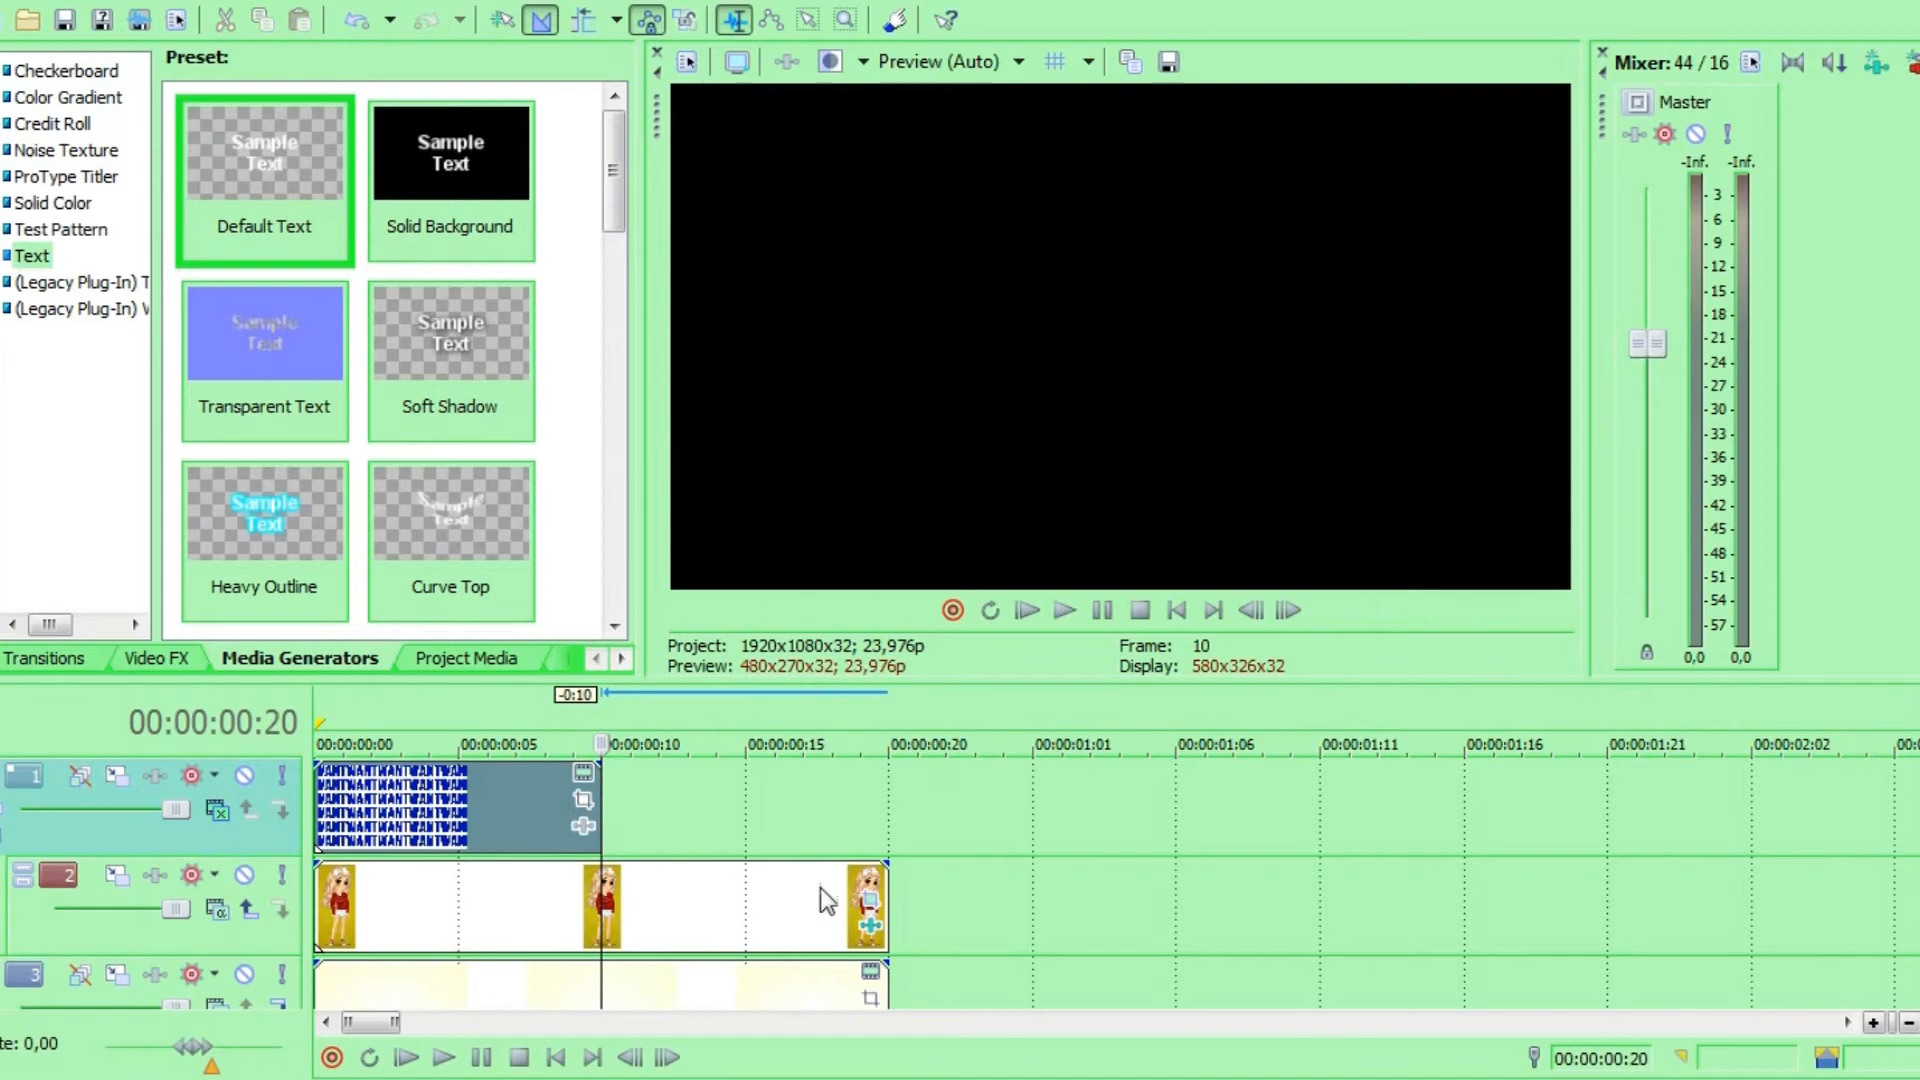 Preset:
Checkerboard
Color Gradient
Credit Roll
Noise Texture
ProType Titler
Solid Color
Test Pattern
Text
(Legacy Plug-In) T
(Legacy Plug-In)
Sample
Text
Default Text
Sample
Text
Solid Background
Sample
Text
Transparent Text
Sample
Text
Soft Shadow
Sample
Text
Heavy Outline
Sample
Text
Curve Top
Transitions
Video FX
Media Generators
Project Media
Preview (Auto)
Project: 1920x1080x32; 23,976p
Preview: 480x270x32; 23,976p
Frame: 10
Display: 580x326x32
Mixer: 44 / 16
Master
-Inf. -Inf.
3
6
9
12
15
18
21
24
27
30
33
36
39
42
45
48
51
54
57
0,0 0,0
-0:10
00:00:00:20
00:00:00:00
00:00:00:05
00:00:00:10
00:00:00:15
00:00:00:20
00:00:01:01
00:00:01:06
00:00:01:11
00:00:01:16
00:00:01:21
00:00:02:02
1
2
3
te: 0,00
00:00:00:20